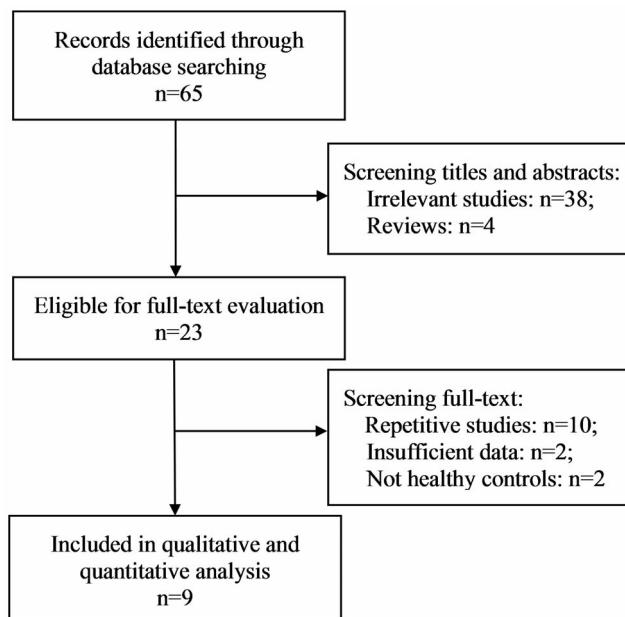 Records identified through
database searching
n=65
Screening titles and abstracts:
Irrelevant studies: n=38;
Reviews: n=4
Eligible for full-text evaluation
n=23
Screening full-text:
Repetitive studies: n=10;
Insufficient data: n=2;
Not healthy controls: n=2
Included in qualitative and
quantitative analysis
n=9